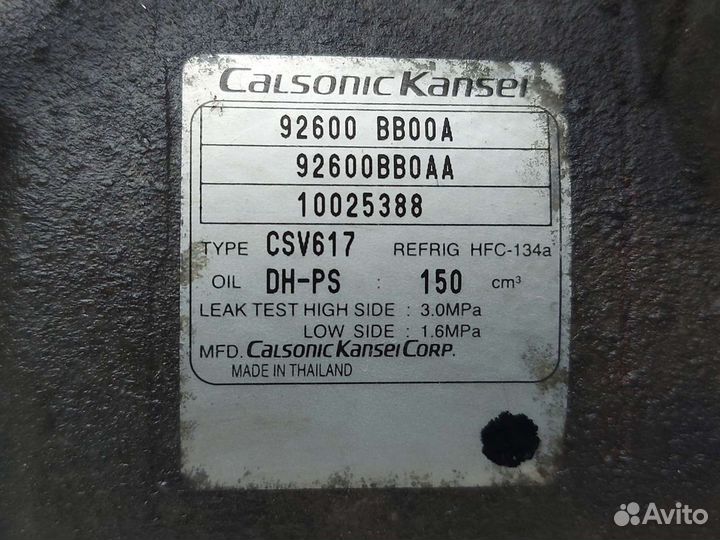 CALSONIC KANSEI
92600 BB00A
92600BB0AA
10025388
TYPE CSV617 REFRIG HFC-134a
OIL DH-PS : 150 cm³
LEAK TEST HIGH SIDE : 3.0MPa
LOW SIDE : 1.6MPa
MFD. CALSONIC KANSEI CORP.
MADE IN THAILAND
Avito